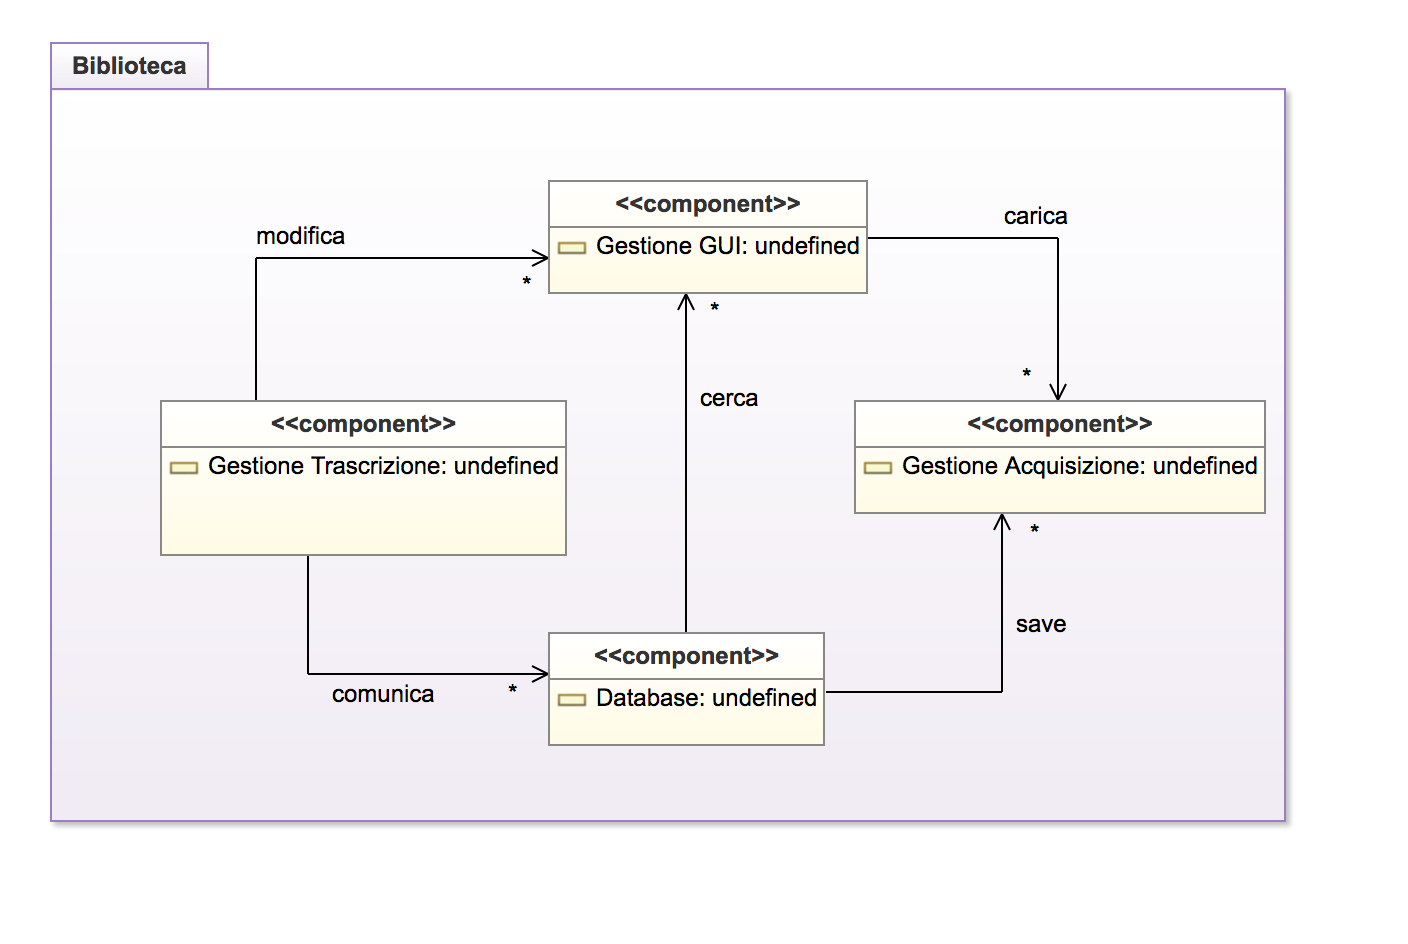 Biblioteca
<<component>>
Gestione GUI: undefined
modifica
*
carica
*
*
cerca
<<component>>
Gestione Trascrizione: undefined
<<component>>
Gestione Acquisizione: undefined
*
save
comunica
*
<<component>>
Database: undefined